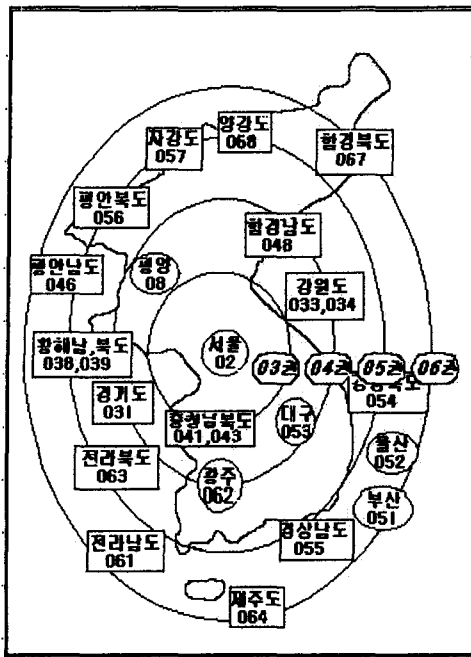 양강도
068
자강도
057
함경북도
067
평안북도
056
함경남도
048
평양
08
평안남도
046
강원도
033,034
황해남,북도
038,039
서울
02
03권
04권
05권
06권
경상북도
054
경기도
031
충청남북도
041,043
대구
053
울산
052
전라북도
063
광주
062
부산
051
전라남도
061
경상남도
055
제주도
064